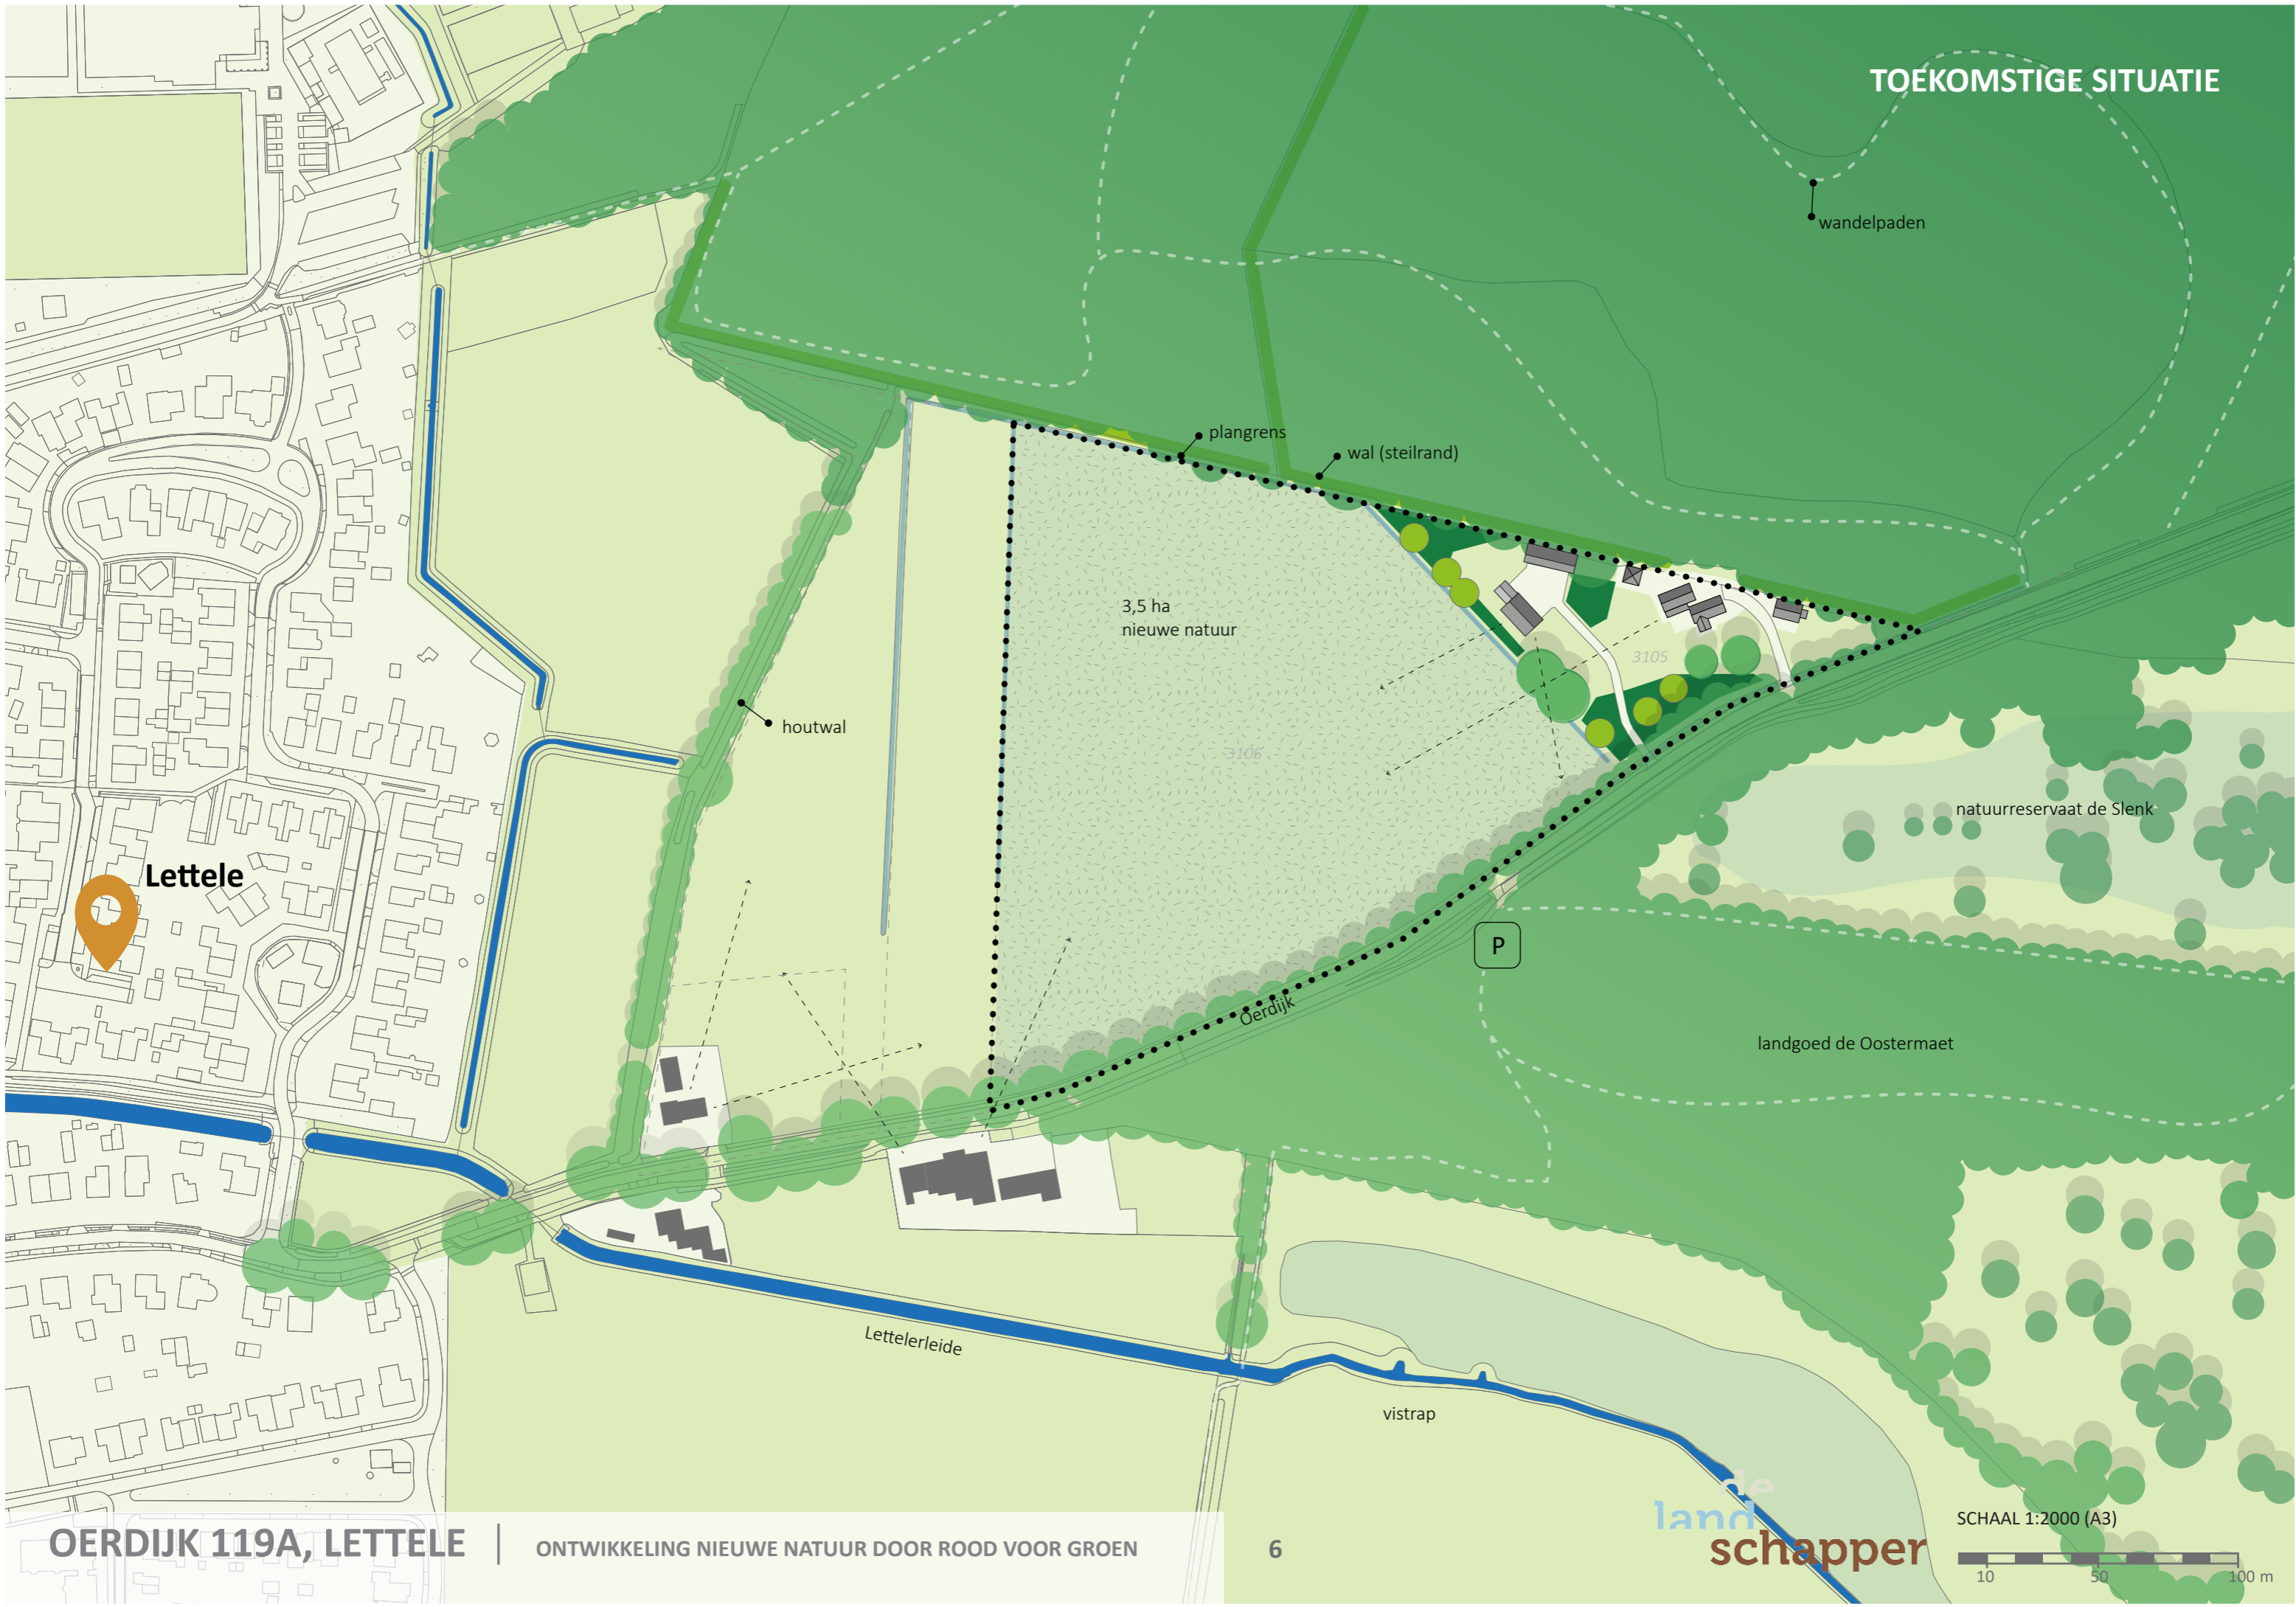 TOEKOMSTIGE SITUATIE
wandelpaden
plangrens
wal (steilrand)
3,5 ha
nieuwe natuur
3105
houtwal
3106
natuurreservaat de Slenk
Lettele
P
Oerdijk
landgoed de Oostermaet
Lettelerleide
vistrap
de
land
schapper
SCHAAL 1:2000 (A3)
10 50 100 m
OERDIJK 119A, LETTELE | ONTWIKKELING NIEUWE NATUUR DOOR ROOD VOOR GROEN 6